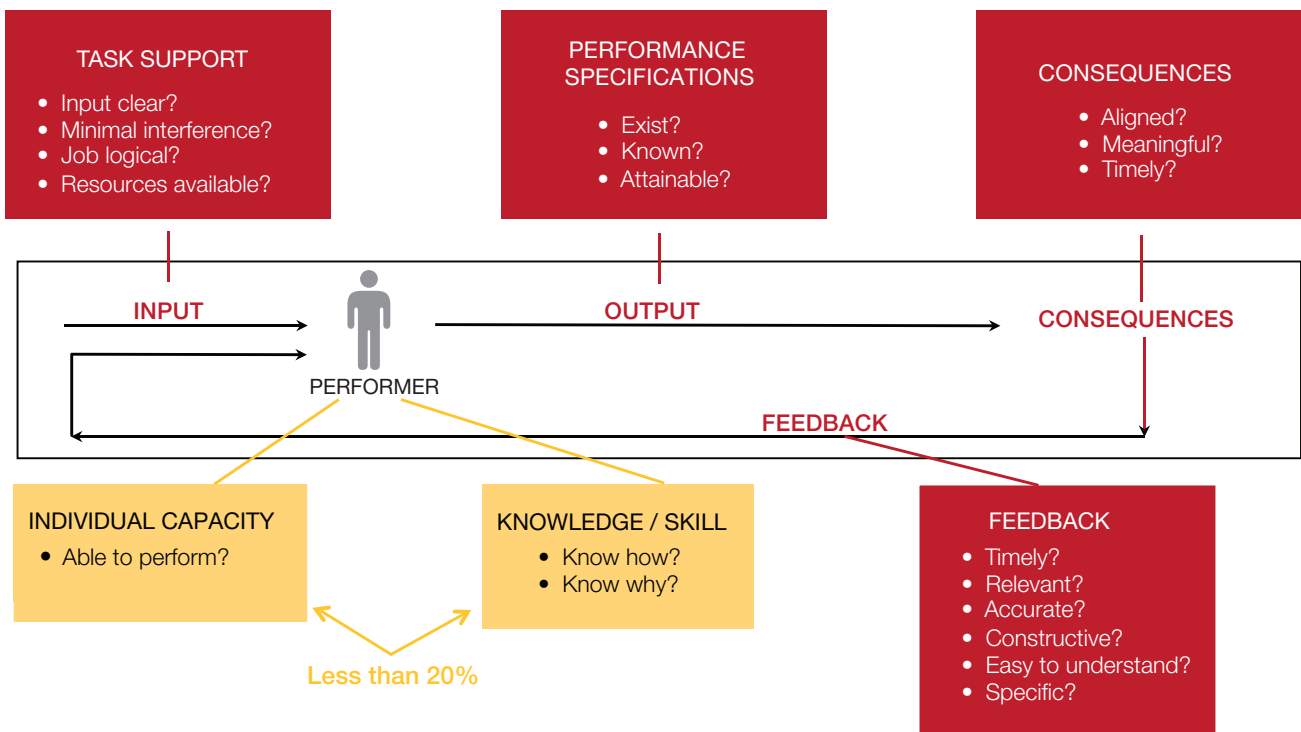 TASK SUPPORT
• Input clear?
• Minimal interference?
• Job logical?
• Resources available?
PERFORMANCE
SPECIFICATIONS
• Exist?
• Known?
• Attainable?
CONSEQUENCES
• Aligned?
• Meaningful?
• Timely?
INPUT
OUTPUT
CONSEQUENCES
PERFORMER
FEEDBACK
INDIVIDUAL CAPACITY
• Able to perform?
KNOWLEDGE / SKILL
• Know how?
• Know why?
Less than 20%
FEEDBACK
• Timely?
• Relevant?
• Accurate?
• Constructive?
• Easy to understand?
• Specific?